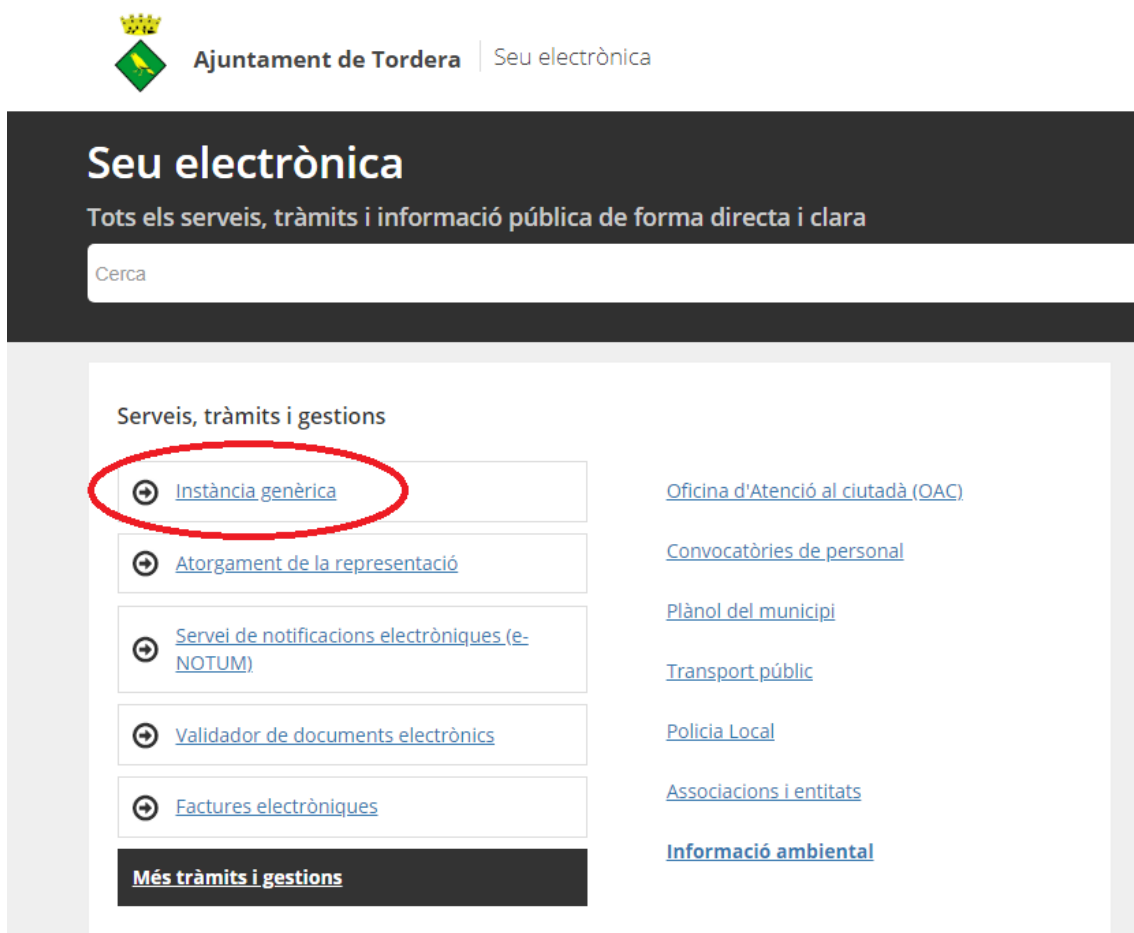 Ajuntament de Tordera Seu electrònica
Seu electrònica
Tots els serveis, tràmits i informació pública de forma directa i clara
Cerca
Serveis, tràmits i gestions
Instància genèrica
Atorgament de la representació
Servei de notificacions electròniques (e-
NOTUM)
Validador de documents electrònics
Factures electròniques
Més tràmits i gestions
Oficina d'Atenció al ciutadà (OAC)
Convocatòries de personal
Plànol del municipi
Transport públic
Policia Local
Associacions i entitats
Informació ambiental